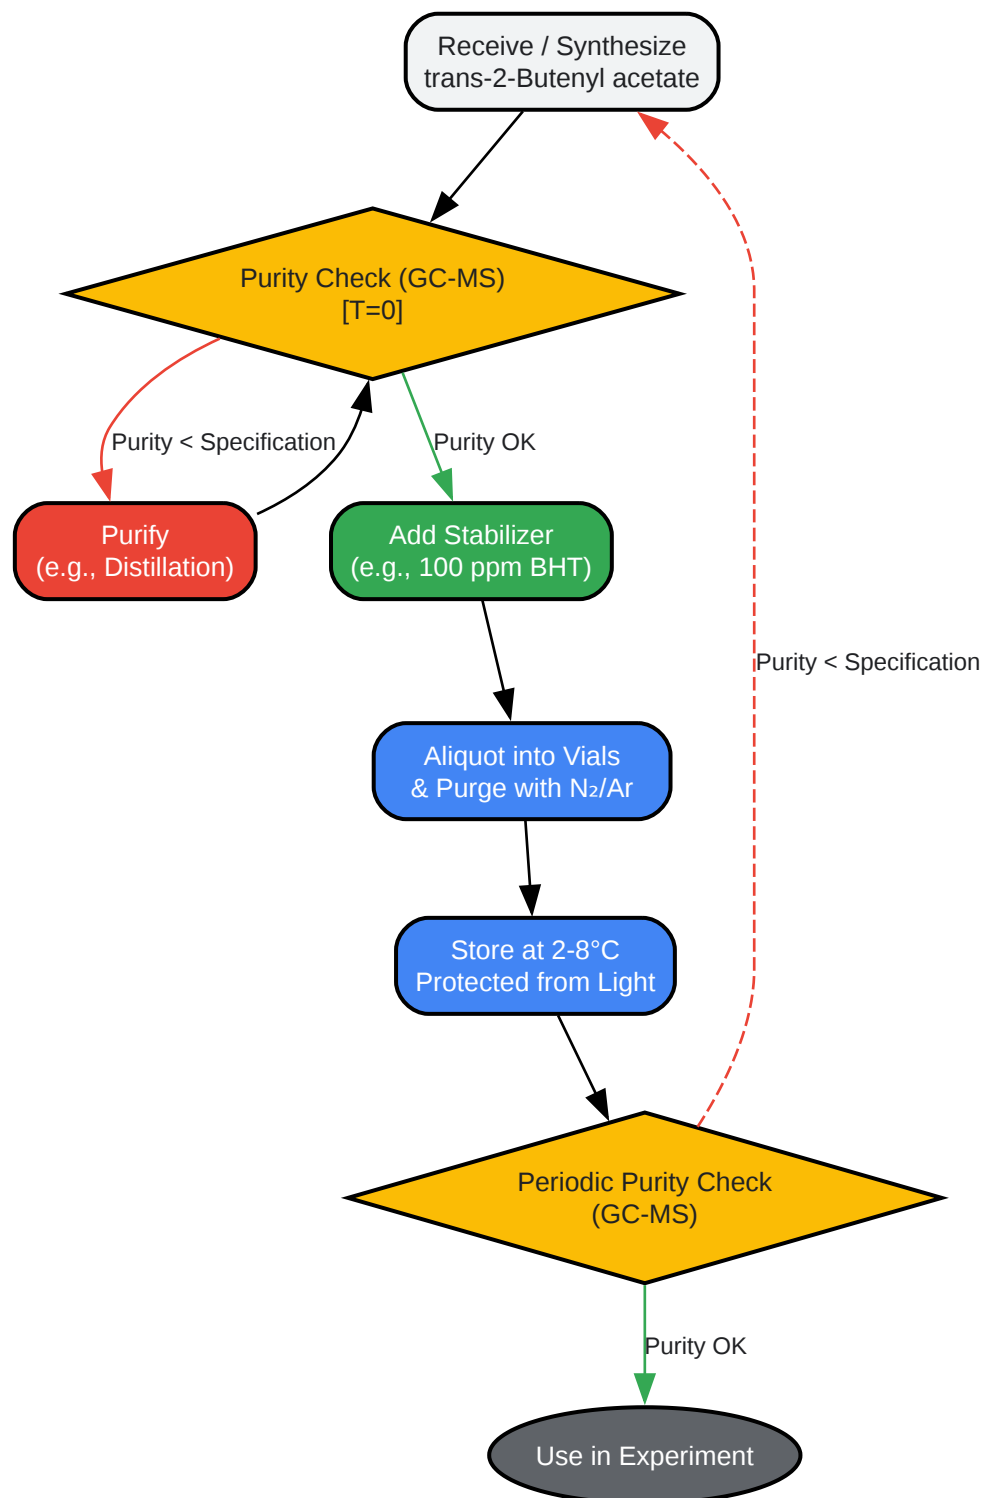 Receive / Synthesize
trans-2-Butenyl acetate
Purity Check (GC-MS)
[T=0]
Purity < Specification
Purity OK
Purify
(e.g., Distillation)
Add Stabilizer
(e.g., 100 ppm BHT)
Purity < Specification
Aliquot into Vials
& Purge with N₂/Ar
Store at 2-8°C
Protected from Light
Periodic Purity Check
(GC-MS)
Purity OK
Use in Experiment